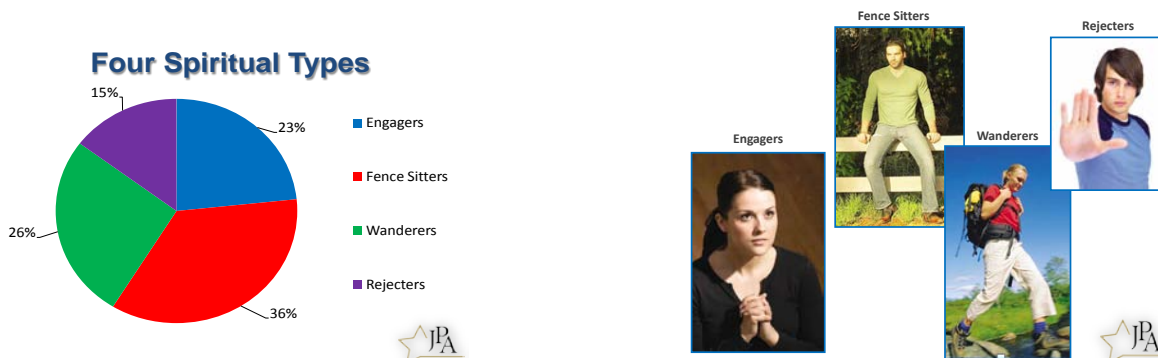 Four Spiritual Types
15%
23%
26%
36%
Engagers
Fence Sitters
Wanderers
Rejecters
JPA
Fence Sitters
Rejecters
Wanderers
Engagers
JPA